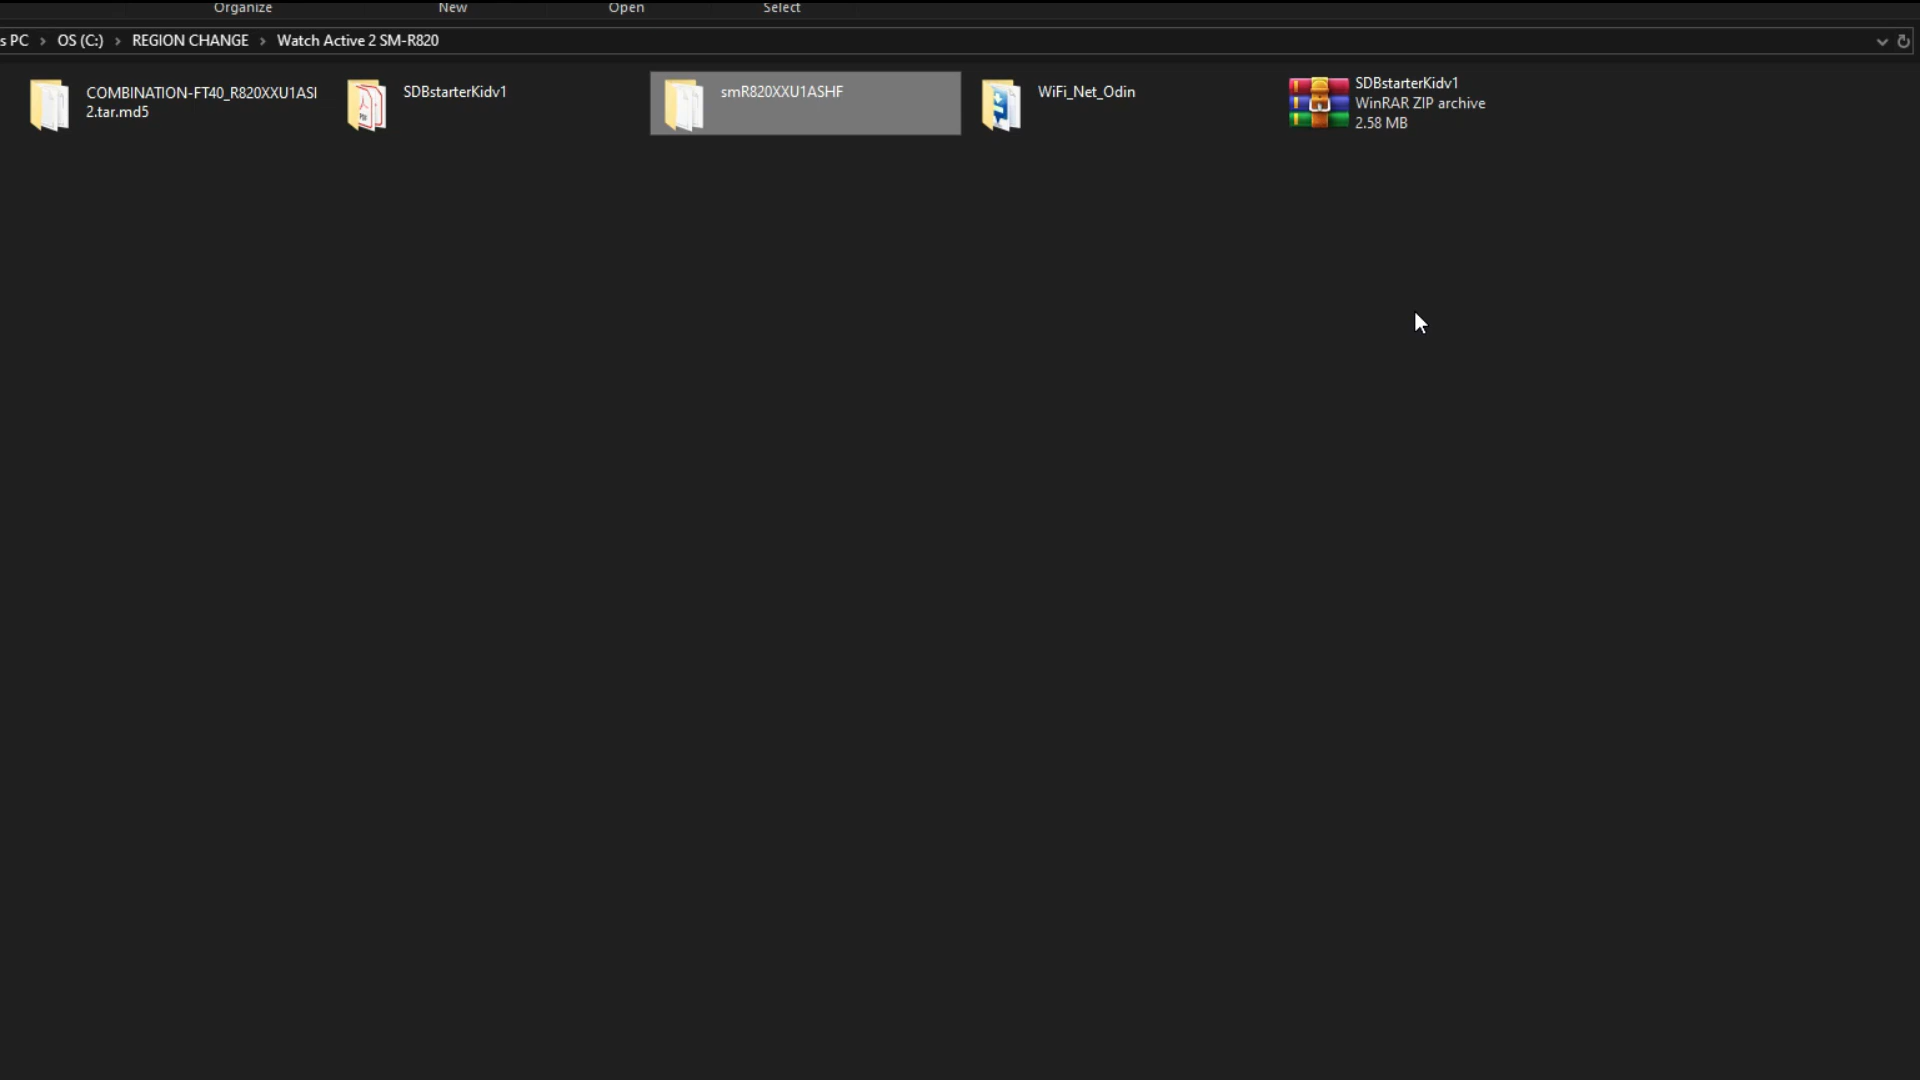 Organize New Open Select
s PC > OS (C:) > REGION CHANGE > Watch Active 2 SM-R820
COMBINATION-FT40_R820XXU1ASI
2.tar.md5
SDBstarterKidv1
smR820XXU1ASHF
WiFi_Net_Odin
SDBstarterKidv1
WinRAR ZIP archive
2.58 MB